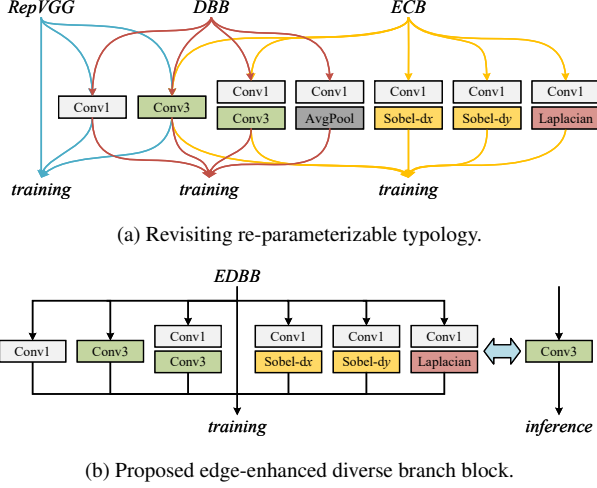 RepVGG DBB ECB
Conv1 Conv1 Conv1 Conv1 Conv1
Conv1 Conv3
Conv3 AvgPool Sobel-dx Sobel-dy Laplacian
training training training
(a) Revisiting re-parameterizable typology.
EDBB
Conv1 Conv1 Conv1 Conv1
Conv1 Conv3 Conv3 Sobel-dx Sobel-dy Laplacian Conv3
training inference
(b) Proposed edge-enhanced diverse branch block.